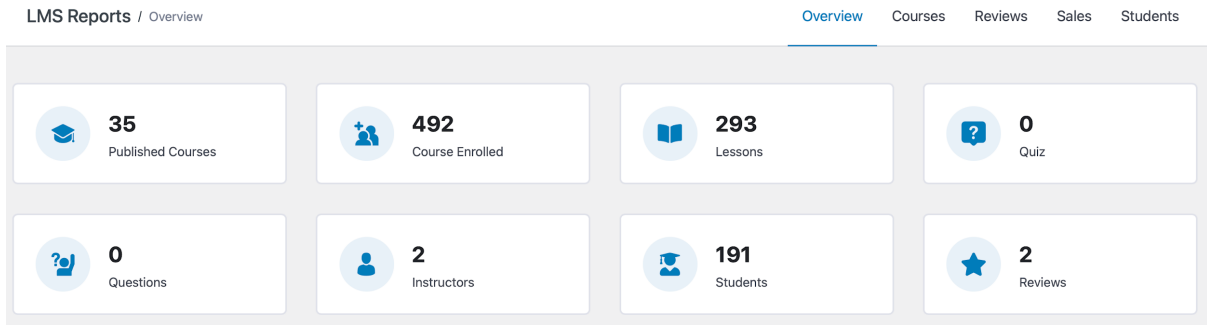 LMS Reports / Overview
Overview Courses Reviews Sales Students
35
Published Courses
492
Course Enrolled
293
Lessons
0
Quiz
0
Questions
2
Instructors
191
Students
2
Reviews